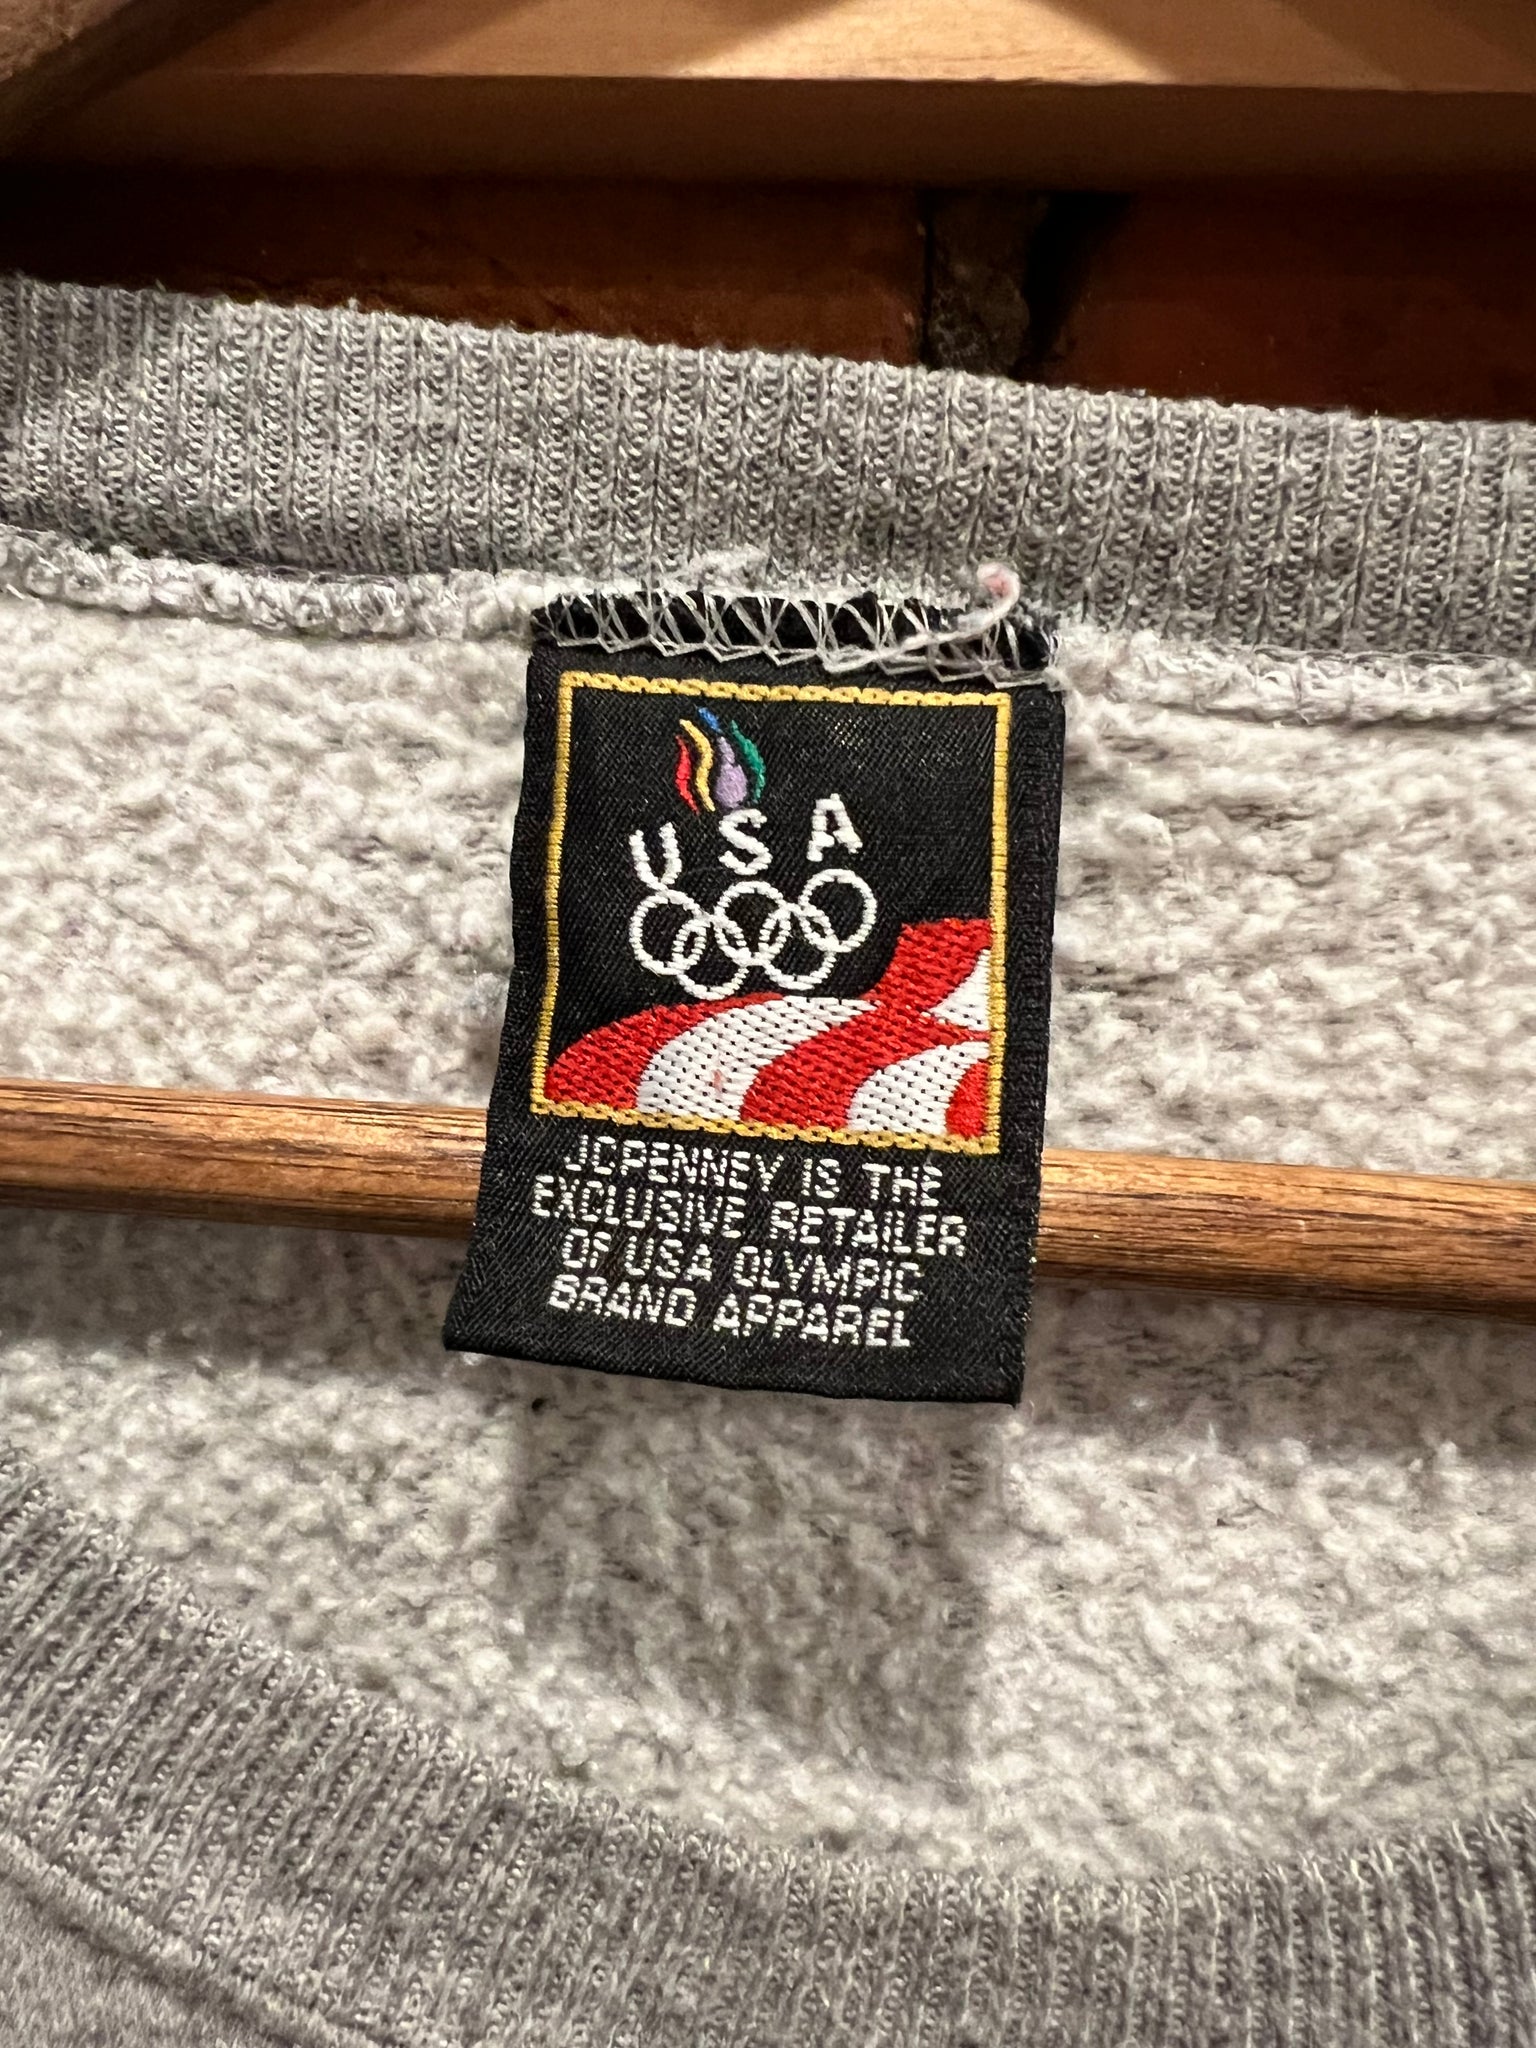 USA
JCPENNEY IS THE
EXCLUSIVE RETAILER
OF USA OLYMPIC
BRAND APPAREL